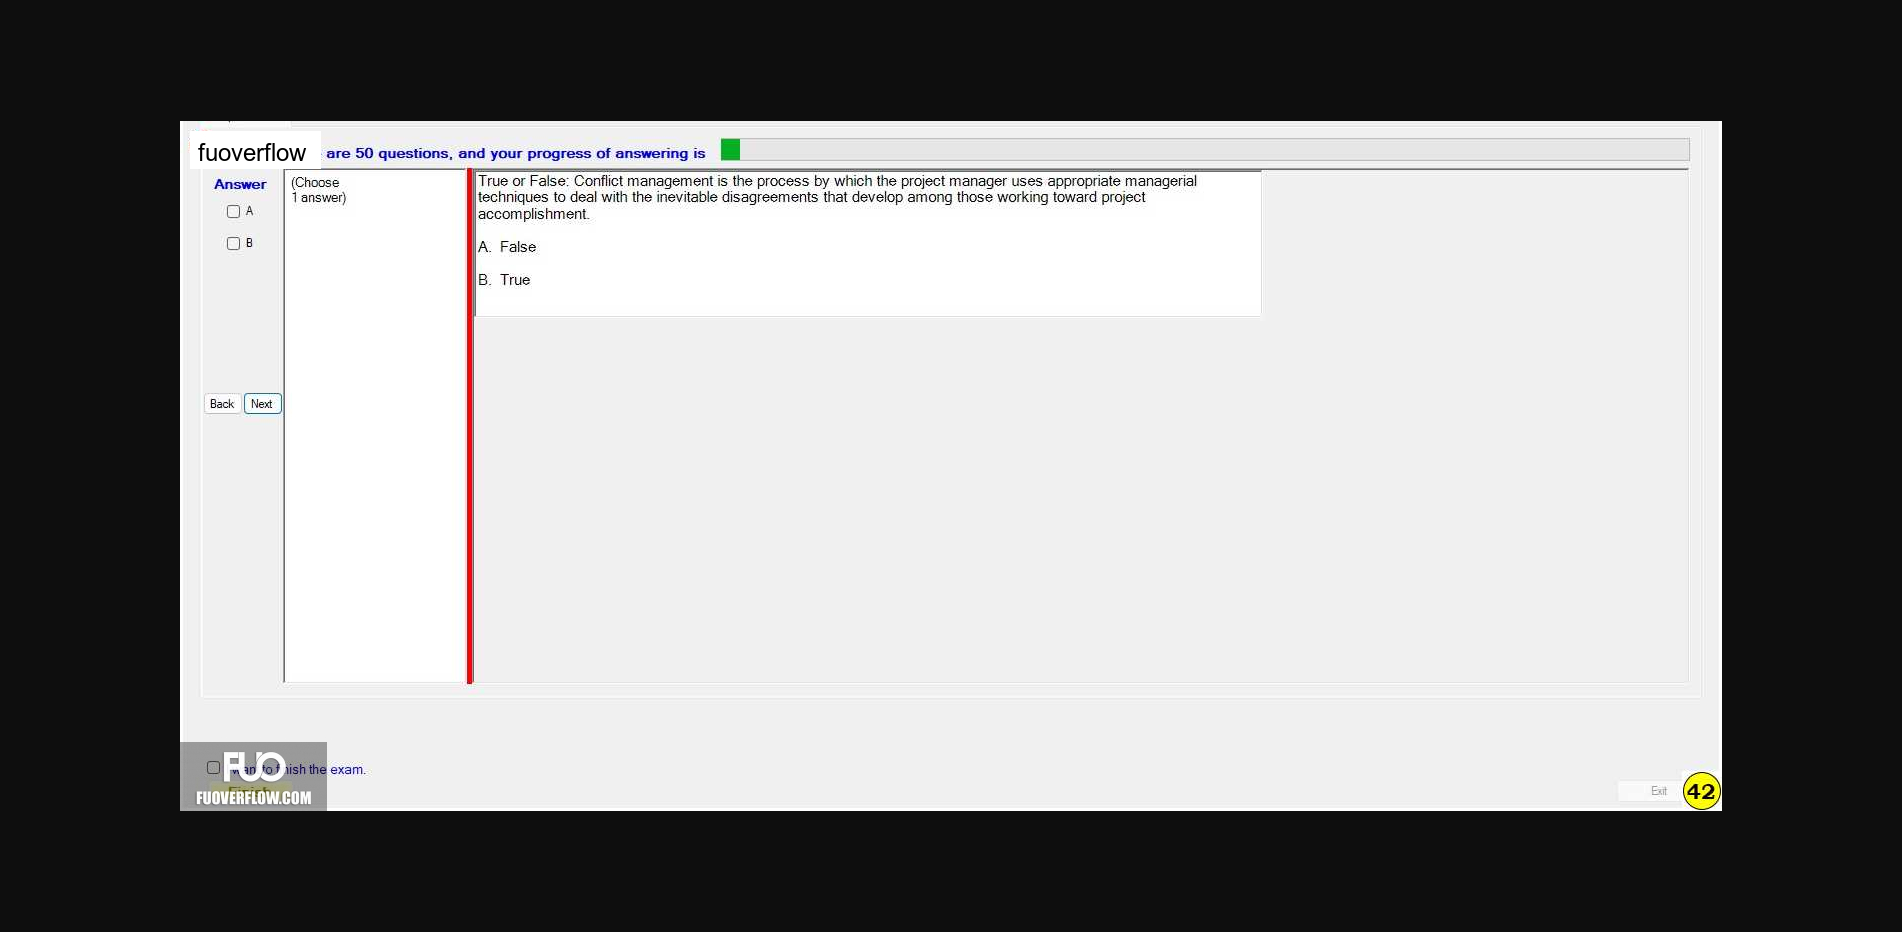 fuoverflow are 50 questions, and your progress of answering is
Answer
A
B
Back Next
(Choose
1 answer)
True or False: Conflict management is the process by which the project manager uses appropriate managerial
techniques to deal with the inevitable disagreements that develop among those working toward project
accomplishment.
A. False
B. True
want to finish the exam.
Finish
FUO
FUOVERFLOW.COM
Exit
42